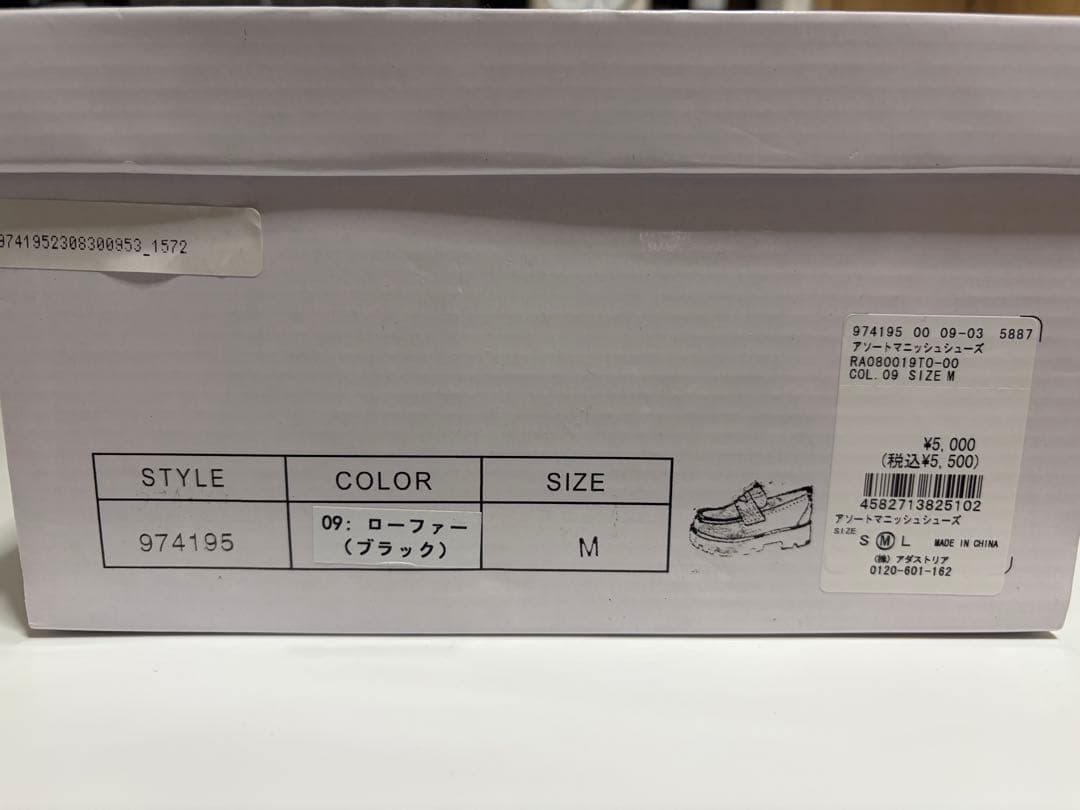 9741952308300953_1572
974195 00 09-03 5887
アソートマニッシュシューズ
RA080019T0-00
COL.09 SIZE M
¥5,000
(税込¥5,500)
4582713825102
アソートマニッシュシューズ
SIZE
S M L MADE IN CHINA
(株) アダストリア
0120-601-162
STYLE COLOR SIZE
974195 09: ローファー
(ブラック) M